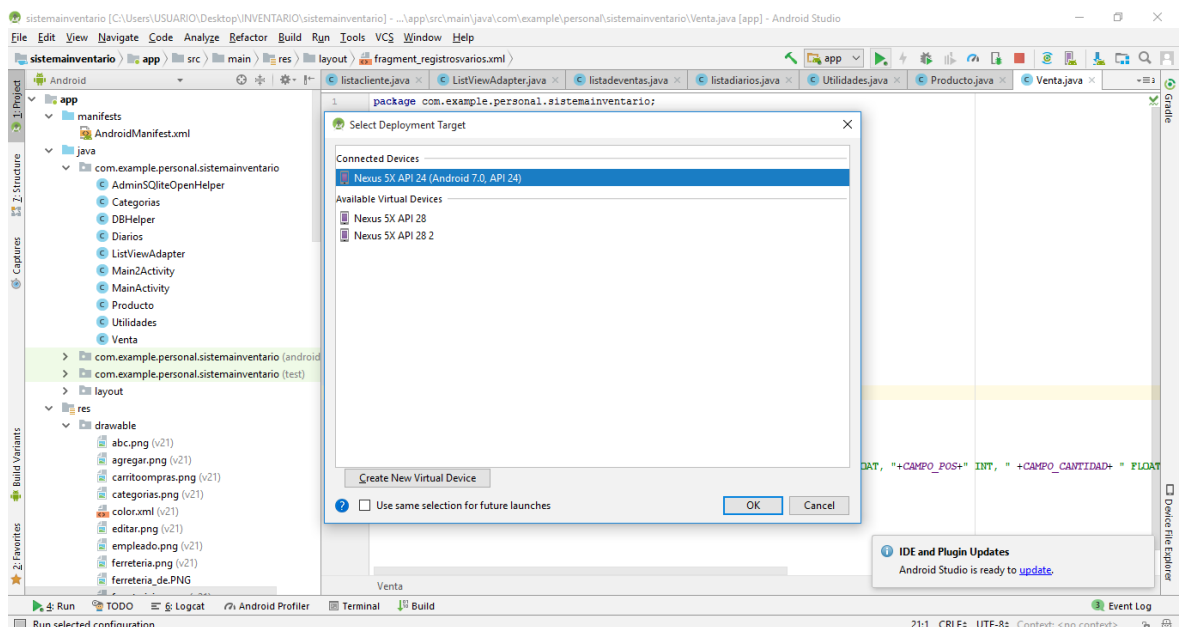 sistemainventario [C:\Users\USUARIO\Desktop\INVENTARIO\sistemainventario] - ...\app\src\main\java\com\example\personal\sistemainventario\Venta.java [app] - Android Studio
File Edit View Navigate Code Analyze Refactor Build Run Tools VCS Window Help
sistemainventario app src main res layout fragment_registrosvarios.xml
app
Android
listacliente.java ListViewAdapter.java listadeventas.java listadiarios.java Utilidades.java Producto.java Venta.java
1: Project
7: Structure
Captures
Build Variants
2: Favorites
app
manifests
AndroidManifest.xml
java
com.example.personal.sistemainventario
AdminSQliteOpenHelper
Categorias
DBHelper
Diarios
ListViewAdapter
Main2Activity
MainActivity
Producto
Utilidades
Venta
com.example.personal.sistemainventario (android
com.example.personal.sistemainventario (test)
layout
res
drawable
abc.png (v21)
agregar.png (v21)
carritoompras.png (v21)
categorias.png (v21)
color.xml (v21)
editar.png (v21)
empleado.png (v21)
ferreteria.png (v21)
ferreteria_de.PNG
1 package com.example.personal.sistemainventario;
Select Deployment Target
Connected Devices
Nexus 5X API 24 (Android 7.0, API 24)
Available Virtual Devices
Nexus 5X API 28
Nexus 5X API 28 2
Create New Virtual Device
? Use same selection for future launches
OK Cancel
OAT, "+CAMPO_POS+" INT, " +CAMPO_CANTIDAD+ " FLOAT
Venta
Gradle
Device File Explorer
IDE and Plugin Updates
Android Studio is ready to update.
4: Run TODO 6: Logcat Android Profiler Terminal Build
3 Event Log
Run selected configuration
21:1 CRLF UTF-8 Context: <no context>